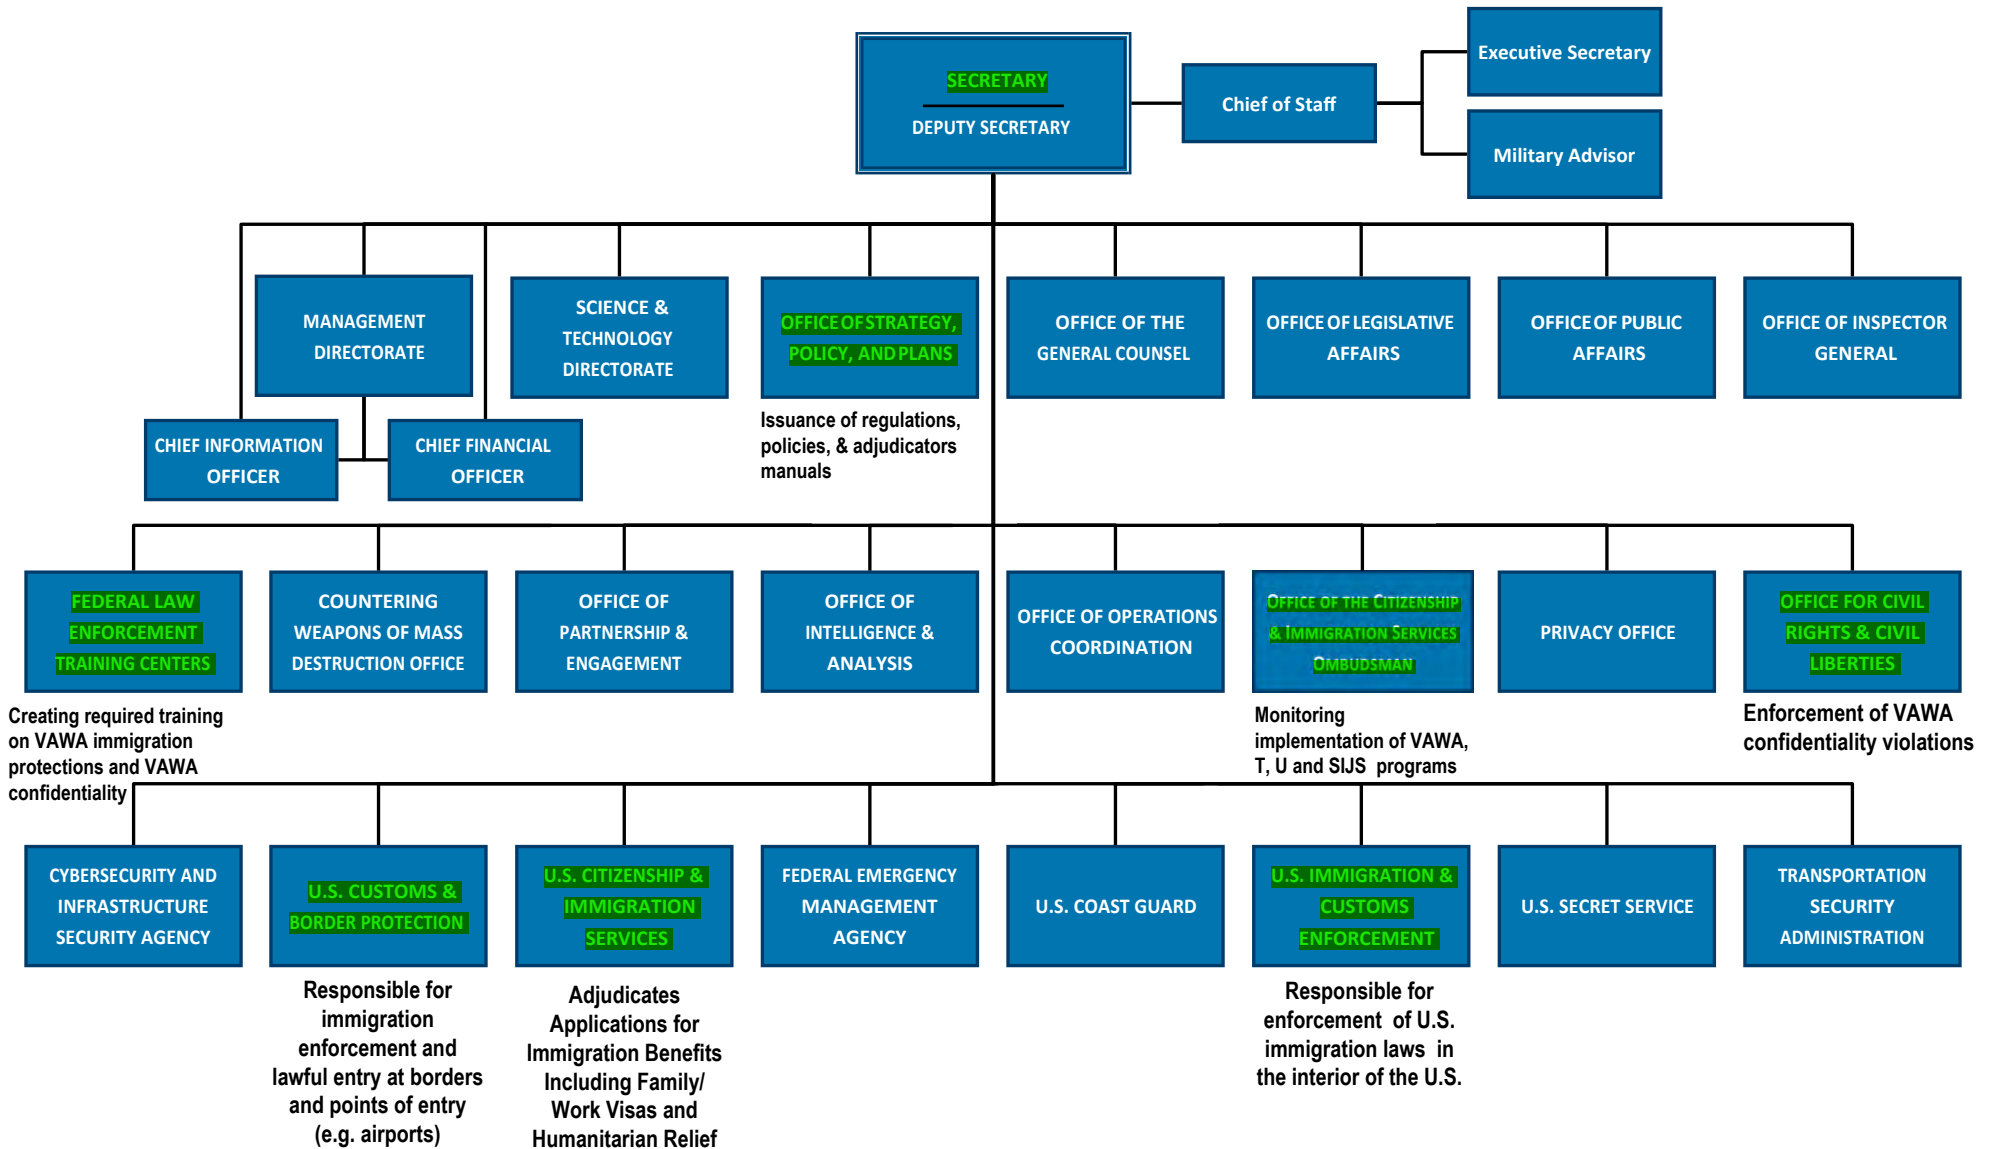 SECRETARY
DEPUTY SECRETARY
Chief of Staff
Executive Secretary
Military Advisor
MANAGEMENT
DIRECTORATE
SCIENCE &
TECHNOLOGY
DIRECTORATE
OFFICE OF STRATEGY,
POLICY, AND PLANS
OFFICE OF THE
GENERAL COUNSEL
OFFICE OF LEGISLATIVE
AFFAIRS
OFFICE OF PUBLIC
AFFAIRS
OFFICE OF INSPECTOR
GENERAL
CHIEF INFORMATION
OFFICER
CHIEF FINANCIAL
OFFICER
Issuance of regulations,
policies, & adjudicators
manuals
FEDERAL LAW
ENFORCEMENT
TRAINING CENTERS
COUNTERING
WEAPONS OF MASS
DESTRUCTION OFFICE
OFFICE OF
PARTNERSHIP &
ENGAGEMENT
OFFICE OF
INTELLIGENCE &
ANALYSIS
OFFICE OF OPERATIONS
COORDINATION
OFFICE OF THE CITIZENSHIP
& IMMIGRATION SERVICES
OMBUDSMAN
PRIVACY OFFICE
OFFICE FOR CIVIL
RIGHTS & CIVIL
LIBERTIES
Creating required training
on VAWA immigration
protections and VAWA
confidentiality
Monitoring
implementation of VAWA,
T, U and SIJS programs
Enforcement of VAWA
confidentiality violations
CYBERSECURITY AND
INFRASTRUCTURE
SECURITY AGENCY
U.S. CUSTOMS &
BORDER PROTECTION
U.S. CITIZENSHIP &
IMMIGRATION
SERVICES
FEDERAL EMERGENCY
MANAGEMENT
AGENCY
U.S. COAST GUARD
U.S. IMMIGRATION &
CUSTOMS
ENFORCEMENT
U.S. SECRET SERVICE
TRANSPORTATION
SECURITY
ADMINISTRATION
Responsible for
immigration
enforcement and
lawful entry at borders
and points of entry
(e.g. airports)
Adjudicates
Applications for
Immigration Benefits
Including Family/
Work Visas and
Humanitarian Relief
Responsible for
enforcement of U.S.
immigration laws in
the interior of the U.S.